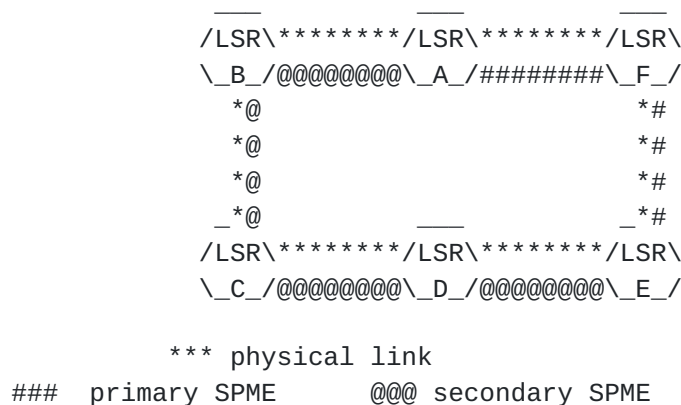 ___          ___          ___
             /LSR\********/LSR\********/LSR\
             \_B_/@@@@@@@@\_A_/########\_F_/
               *@                        *#
               *@                        *#
               *@                        *#
              _*@          ___          _*#
             /LSR\********/LSR\********/LSR\
             \_C_/@@@@@@@@\_D_/@@@@@@@@\_E_/

           *** physical link
 ###  primary SPME       @@@ secondary SPME